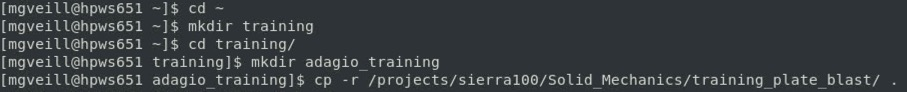 [mgveill@hpws651 ~]$ cd ~
[mgveill@hpws651 ~]$ mkdir training
[mgveill@hpws651 ~]$ cd training/
[mgveill@hpws651 training]$ mkdir adagio_training
[mgveill@hpws651 adagio_training]$ cp -r /projects/sierra100/Solid_Mechanics/training_plate_blast/ .